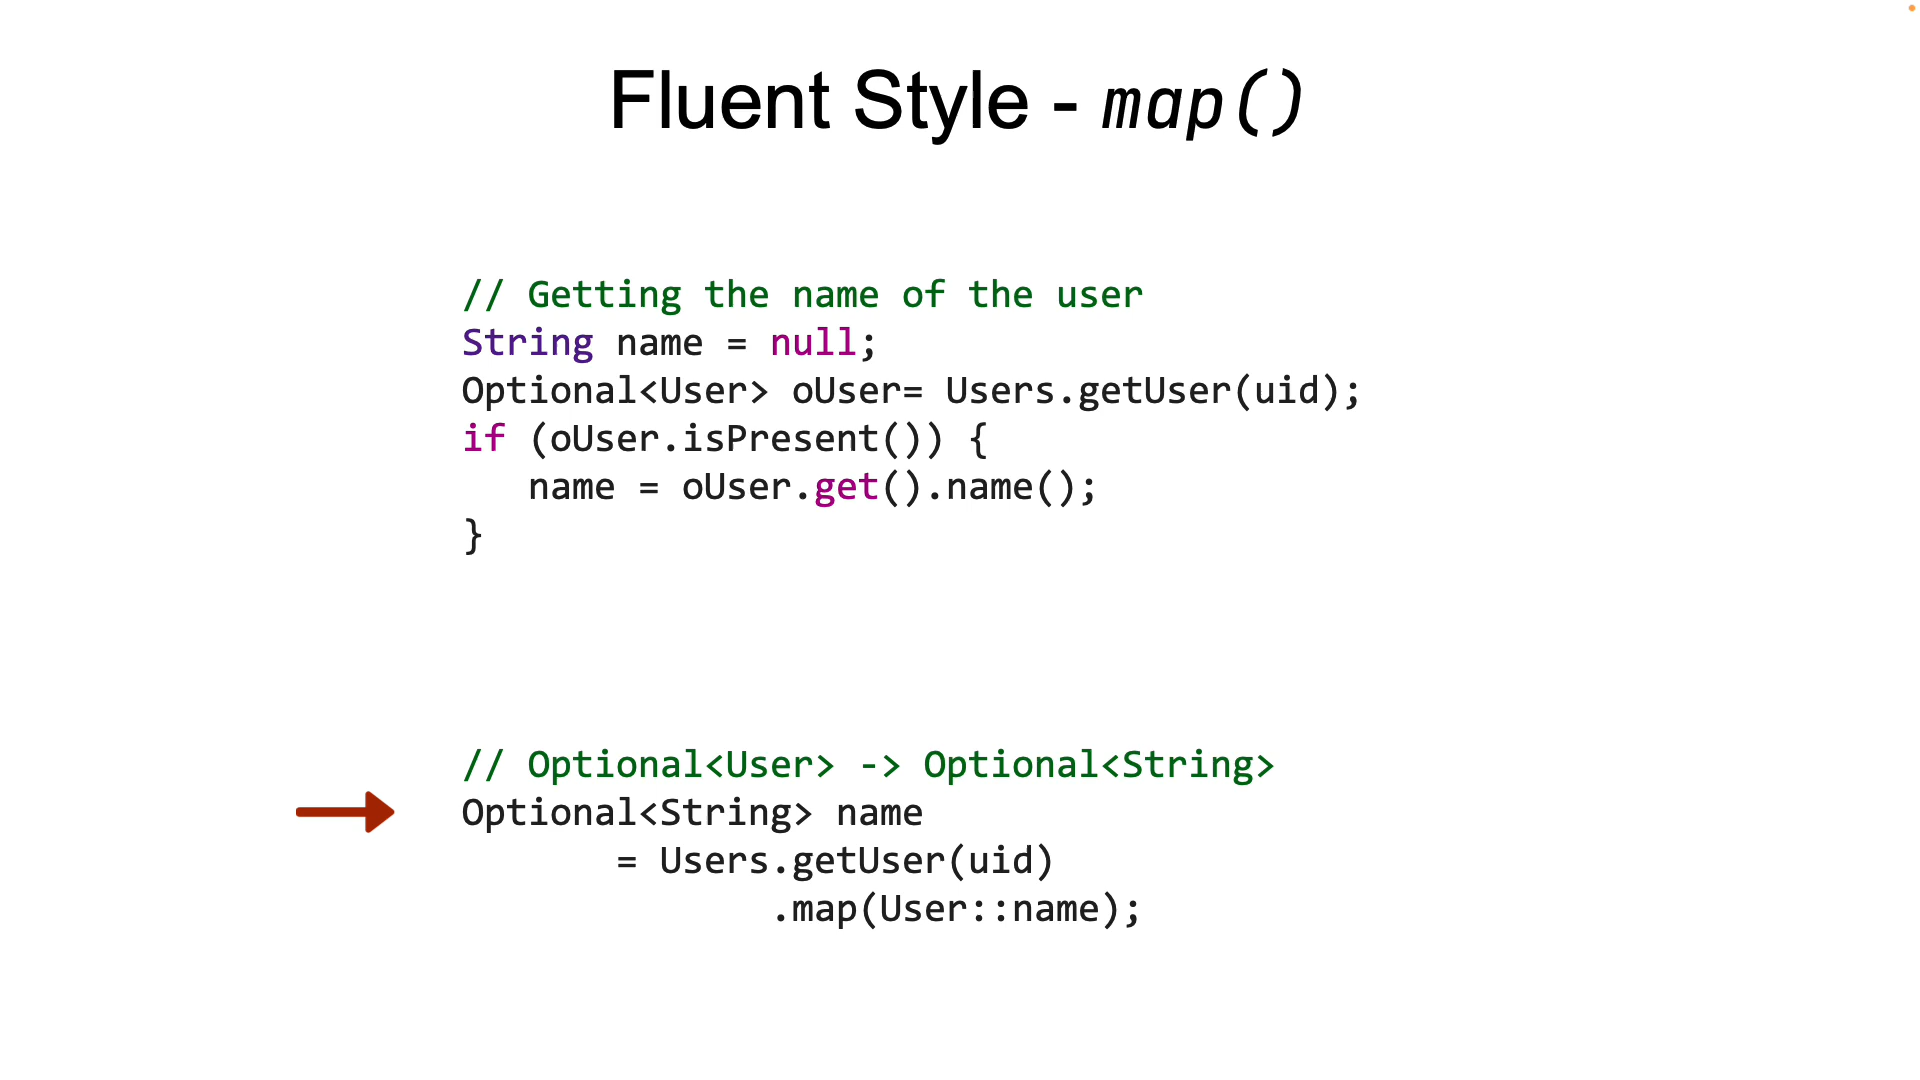 Fluent Style - map()
// Getting the name of the user
String name = null;
Optional<User> oUser= Users.getUser(uid);
if (oUser.isPresent()) {
   name = oUser.get().name();
}
// Optional<User> -> Optional<String>
Optional<String> name
       = Users.getUser(uid)
              .map(User::name);